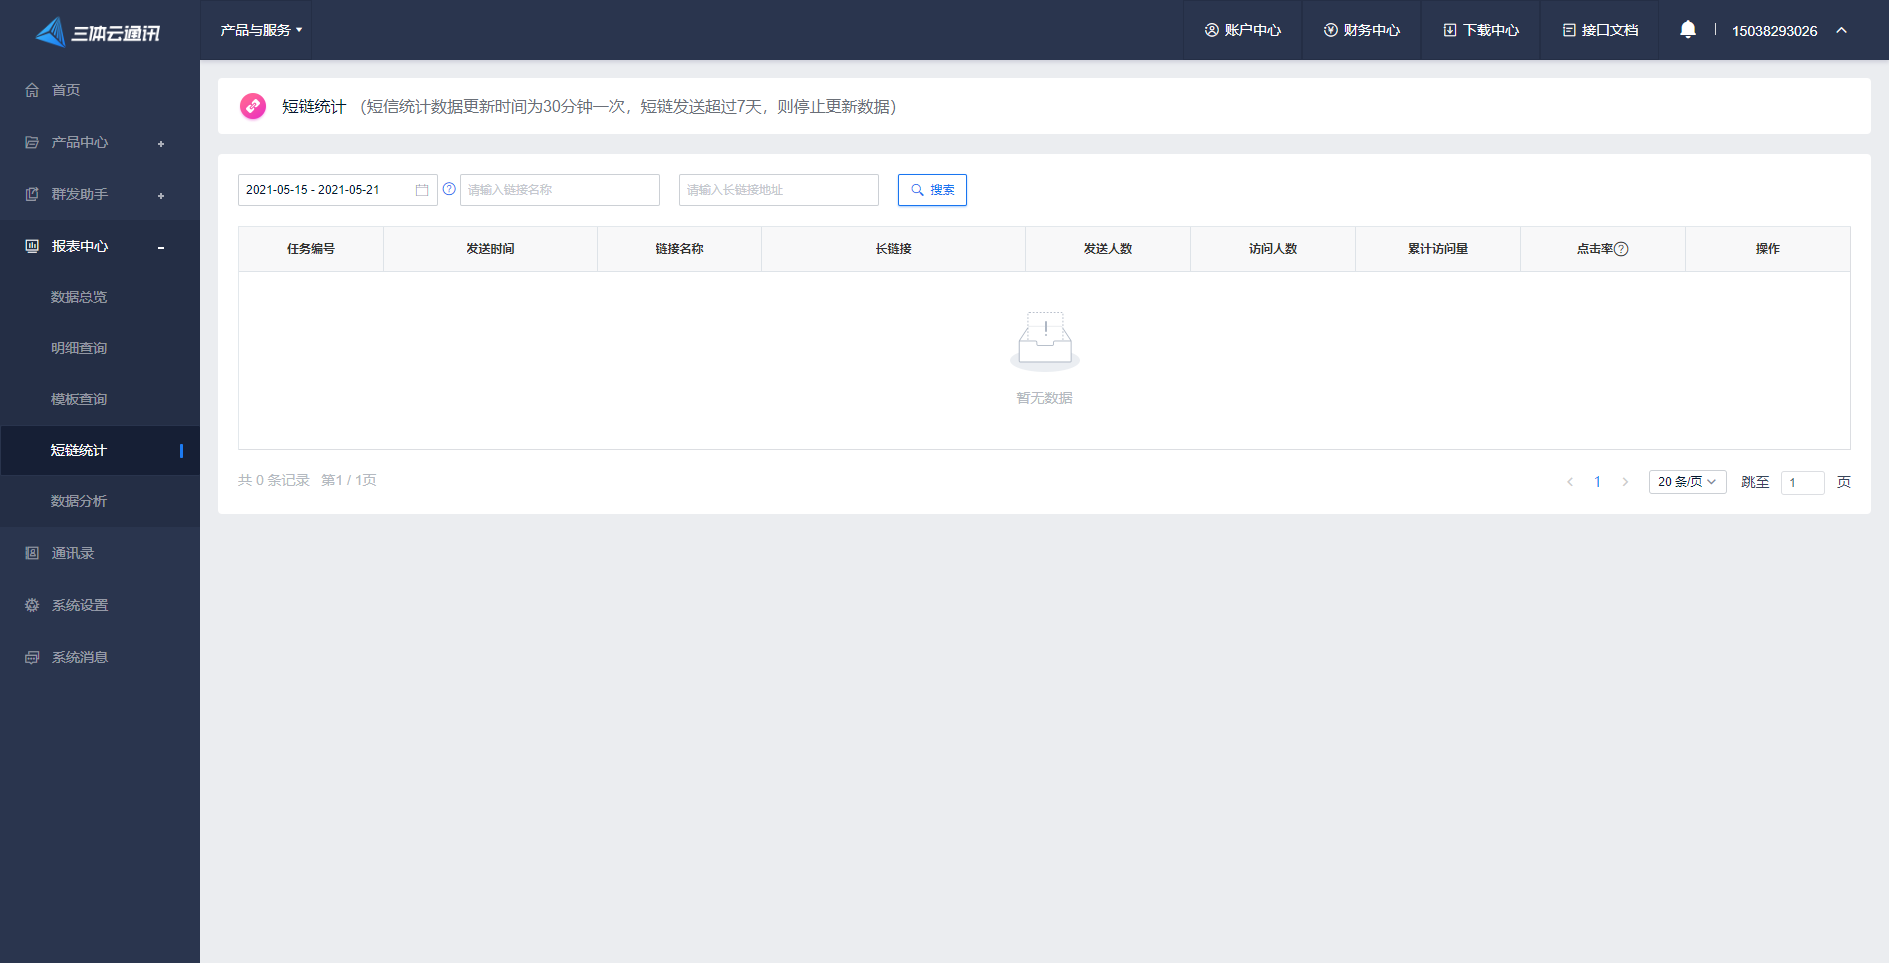 三体云通讯
产品与服务
账户中心
财务中心
下载中心
接口文档
15038293026
首页
产品中心 +
群发助手 +
报表中心 -
数据总览
明细查询
模板查询
短链统计
数据分析
通讯录
系统设置
系统消息
短链统计 （短信统计数据更新时间为30分钟一次，短链发送超过7天，则停止更新数据）
2021-05-15 - 2021-05-21 ? 请输入链接名称 请输入长链接地址 搜索
任务编号 发送时间 链接名称 长链接 发送人数 访问人数 累计访问量 点击率? 操作
暂无数据
共 0 条记录 第1 / 1页
< 1 > 20 条/页 跳至 1 页